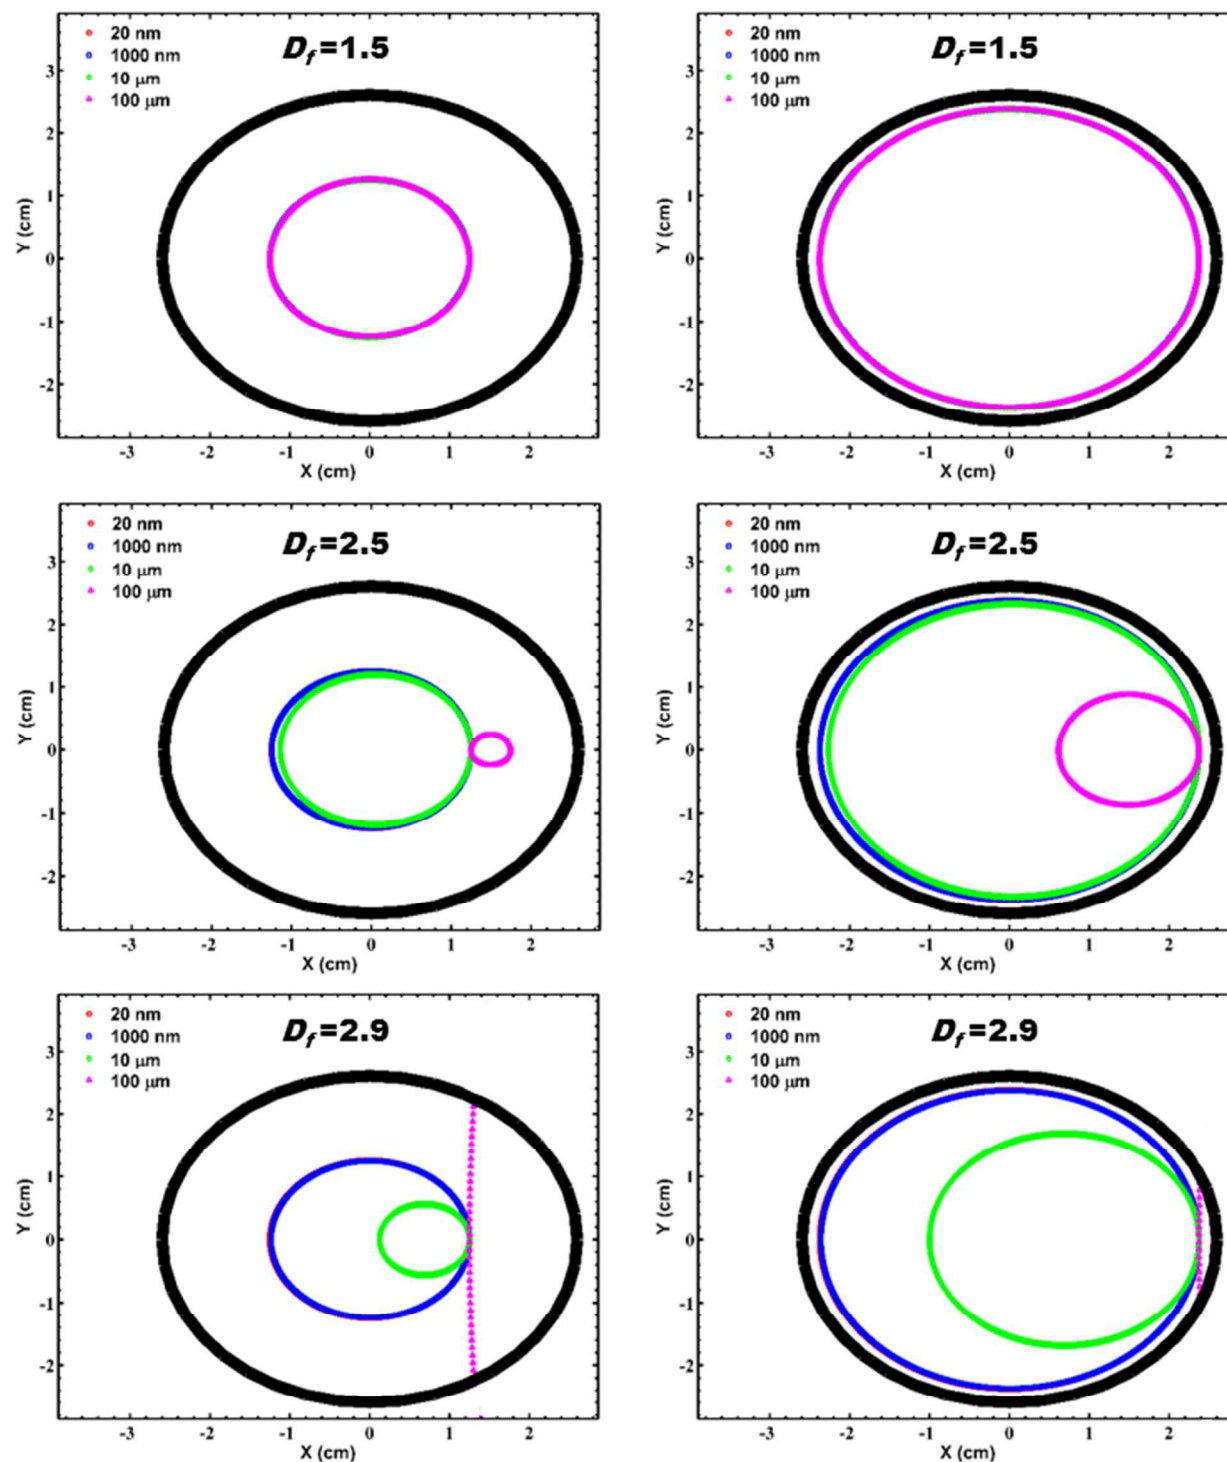 20 nm
1000 nm
10 μm
100 μm
D_f=1.5
3
2
1
0
-1
-2
Y (cm)
-3 -2 -1 0 1 2
X (cm)
20 nm
1000 nm
10 μm
100 μm
D_f=1.5
3
2
1
0
-1
-2
Y (cm)
-3 -2 -1 0 1 2
X (cm)
20 nm
1000 nm
10 μm
100 μm
D_f=2.5
3
2
1
0
-1
-2
Y (cm)
-3 -2 -1 0 1 2
X (cm)
20 nm
1000 nm
10 μm
100 μm
D_f=2.5
3
2
1
0
-1
-2
Y (cm)
-3 -2 -1 0 1 2
X (cm)
20 nm
1000 nm
10 μm
100 μm
D_f=2.9
3
2
1
0
-1
-2
Y (cm)
-3 -2 -1 0 1 2
X (cm)
20 nm
1000 nm
10 μm
100 μm
D_f=2.9
3
2
1
0
-1
-2
Y (cm)
-3 -2 -1 0 1 2
X (cm)